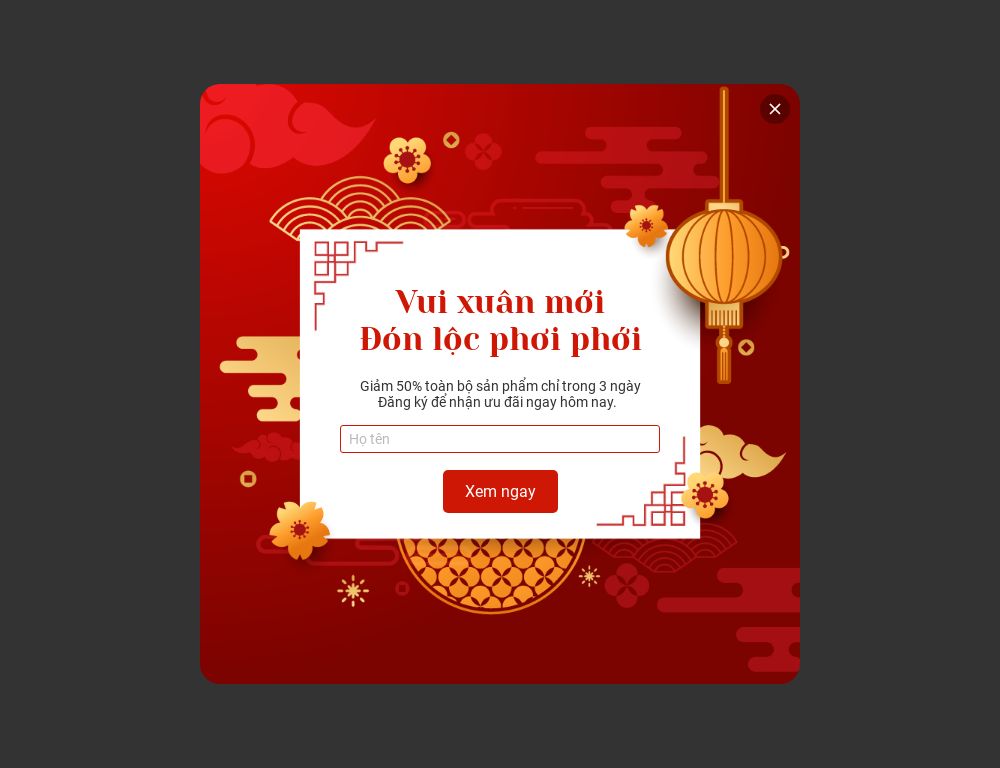 Vui xuân mới
Đón lộc phơi phới
Giảm 50% toàn bộ sản phẩm chỉ trong 3 ngày
Đăng ký để nhận ưu đãi ngay hôm nay.
Họ tên
Xem ngay